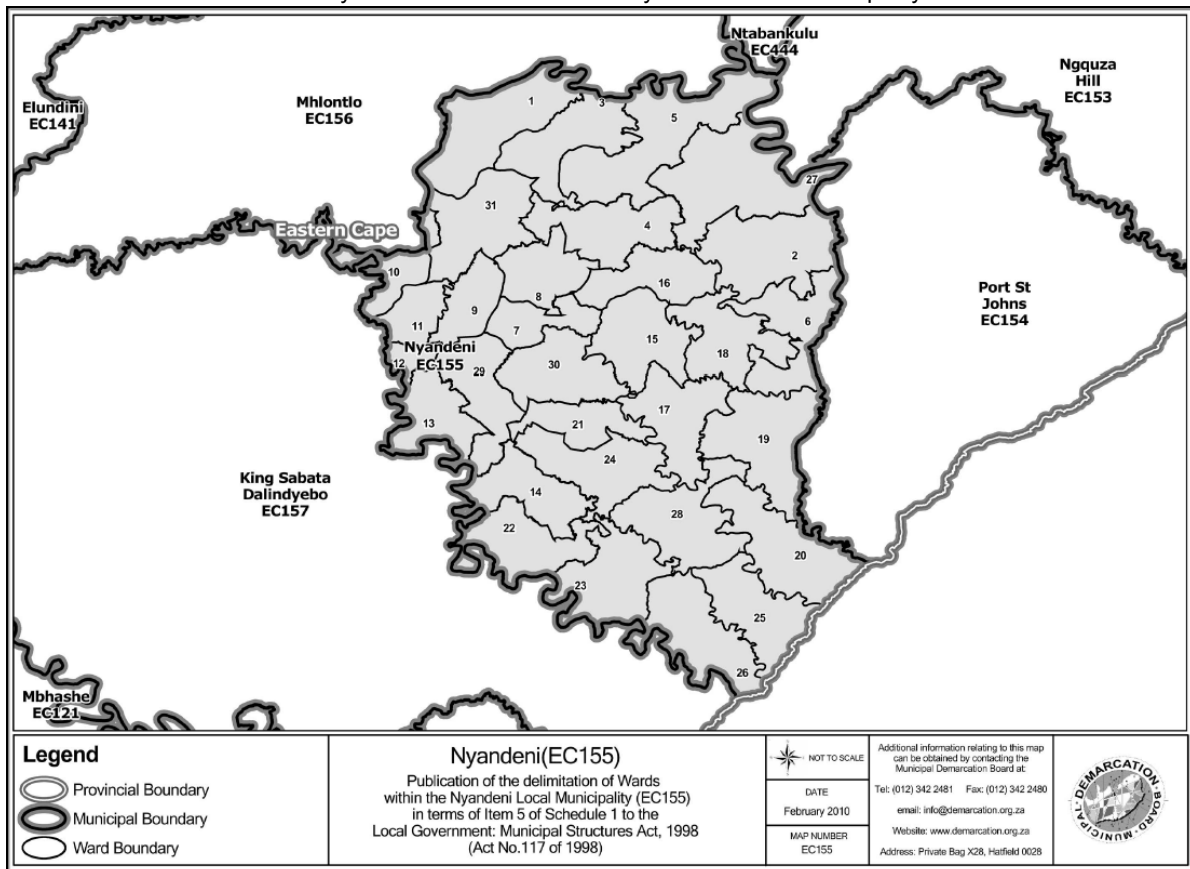 Ntabankulu
EC444
Ngquza
Hill
EC153
Elundini
EC141
Mhlontlo
EC156
1
3
5
27
31
4
Eastern Cape
2
10
16
8
9
Port St
Johns
EC154
11
7
6
15
18
Nyandeni
EC155
12
29
30
17
13
21
19
24
King Sabata
Dalindyebo
EC157
14
28
22
20
23
25
26
Mbhashe
EC121
Legend
Provincial Boundary
Municipal Boundary
Ward Boundary
Nyandeni(EC155)
Publication of the delimitation of Wards
within the Nyandeni Local Municipality (EC155)
in terms of Item 5 of Schedule 1 to the
Local Government: Municipal Structures Act, 1998
(Act No.117 of 1998)
NOT TO SCALE
DATE
February 2010
MAP NUMBER
EC155
Additional information relating to this map
can be obtained by contacting the
Municipal Demarcation Board at:
Tel: (012) 342 2481 Fax: (012) 342 2480
email: info@demarcation.org.za
Website: www.demarcation.org.za
Address: Private Bag X28, Hatfield 0028
MUNICIPAL DEMARCATION BOARD